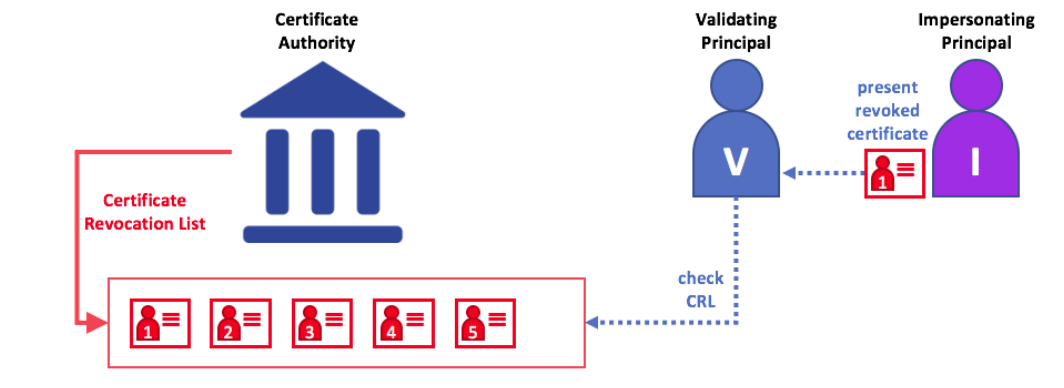 Certificate
Authority
Validating
Principal
Impersonating
Principal
present
revoked
certificate
V
I
1
Certificate
Revocation List
check
CRL
1
2
3
4
5